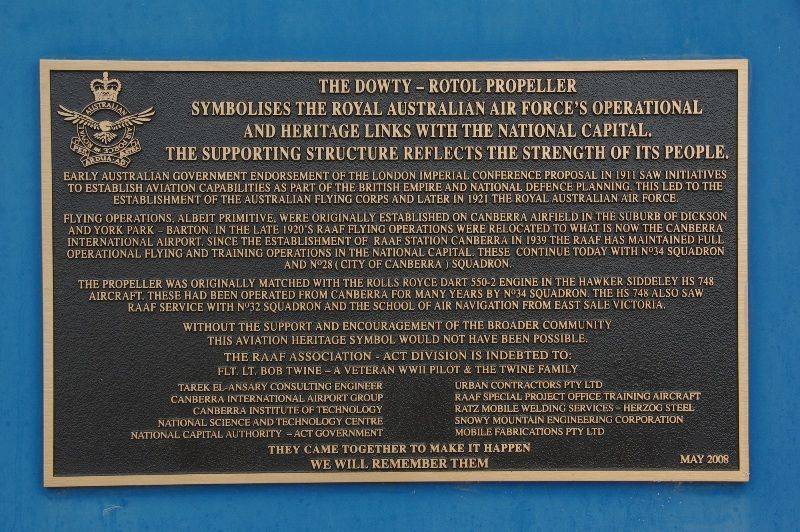 THE DOWTY – ROTOL PROPELLER
SYMBOLISES THE ROYAL AUSTRALIAN AIR FORCE'S OPERATIONAL
AND HERITAGE LINKS WITH THE NATIONAL CAPITAL.
THE SUPPORTING STRUCTURE REFLECTS THE STRENGTH OF ITS PEOPLE.
AUSTRALIAN
EARLY AUSTRALIAN GOVERNMENT ENDORSEMENT OF THE LONDON IMPERIAL CONFERENCE PROPOSAL IN 1911 SAW INITIATIVES
TO ESTABLISH AVIATION CAPABILITIES AS PART OF THE BRITISH EMPIRE AND NATIONAL DEFENCE PLANNING. THIS LED TO THE
ESTABLISHMENT OF THE AUSTRALIAN FLYING CORPS AND LATER IN 1921 THE ROYAL AUSTRALIAN AIR FORCE.
FLYING OPERATIONS, ALBEIT PRIMITIVE, WERE ORIGINALLY ESTABLISHED ON CANBERRA AIRFIELD IN THE SUBURB OF DICKSON
AND YORK PARK – BARTON. IN THE LATE 1920'S RAAF FLYING OPERATIONS WERE RELOCATED TO WHAT IS NOW THE CANBERRA
INTERNATIONAL AIRPORT. SINCE THE ESTABLISHMENT OF RAAF STATION CANBERRA IN 1939 THE RAAF HAS MAINTAINED FULL
OPERATIONAL FLYING AND TRAINING OPERATIONS IN THE NATIONAL CAPITAL. THESE CONTINUE TODAY WITH Nº34 SQUADRON
AND Nº28 ( CITY OF CANBERRA ) SQUADRON.
THE PROPELLER WAS ORIGINALLY MATCHED WITH THE ROLLS ROYCE DART 550-2 ENGINE IN THE HAWKER SIDDELEY HS 748
AIRCRAFT. THESE HAD BEEN OPERATED FROM CANBERRA FOR MANY YEARS BY Nº34 SQUADRON. THE HS 748 ALSO SAW
RAAF SERVICE WITH Nº32 SQUADRON AND THE SCHOOL OF AIR NAVIGATION FROM EAST SALE VICTORIA.
WITHOUT THE SUPPORT AND ENCOURAGEMENT OF THE BROADER COMMUNITY
THIS AVIATION HERITAGE SYMBOL WOULD NOT HAVE BEEN POSSIBLE.
THE RAAF ASSOCIATION - ACT DIVISION IS INDEBTED TO:
FLT. LT. BOB TWINE – A VETERAN WWII PILOT & THE TWINE FAMILY
TAREK EL-ANSARY CONSULTING ENGINEER
CANBERRA INTERNATIONAL AIRPORT GROUP
CANBERRA INSTITUTE OF TECHNOLOGY
NATIONAL SCIENCE AND TECHNOLOGY CENTRE
NATIONAL CAPITAL AUTHORITY – ACT GOVERNMENT
URBAN CONTRACTORS PTY LTD
RAAF SPECIAL PROJECT OFFICE TRAINING AIRCRAFT
RATZ MOBILE WELDING SERVICES – HERZOG STEEL
SNOWY MOUNTAIN ENGINEERING CORPORATION
MOBILE FABRICATIONS PTY LTD
THEY CAME TOGETHER TO MAKE IT HAPPEN
WE WILL REMEMBER THEM
MAY 2008